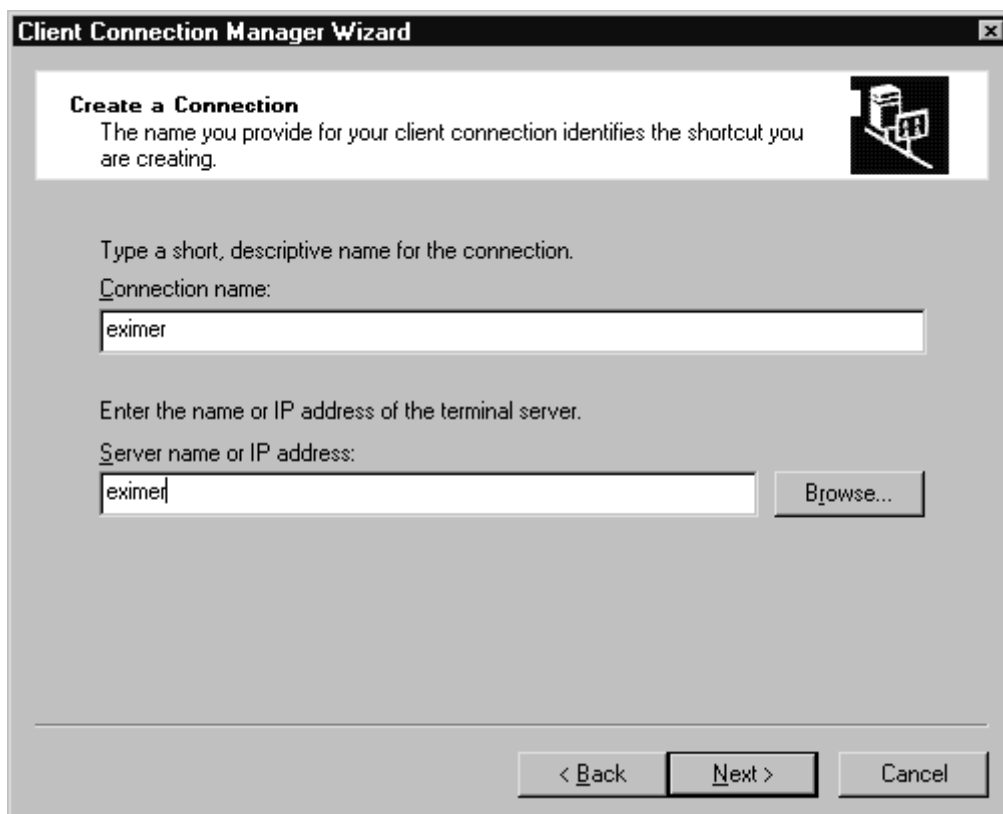 Client Connection Manager Wizard
Create a Connection
The name you provide for your client connection identifies the shortcut you
are creating.
Type a short, descriptive name for the connection.
Connection name:
eximer
Enter the name or IP address of the terminal server.
Server name or IP address:
eximer
Browse...
< Back
Next >
Cancel